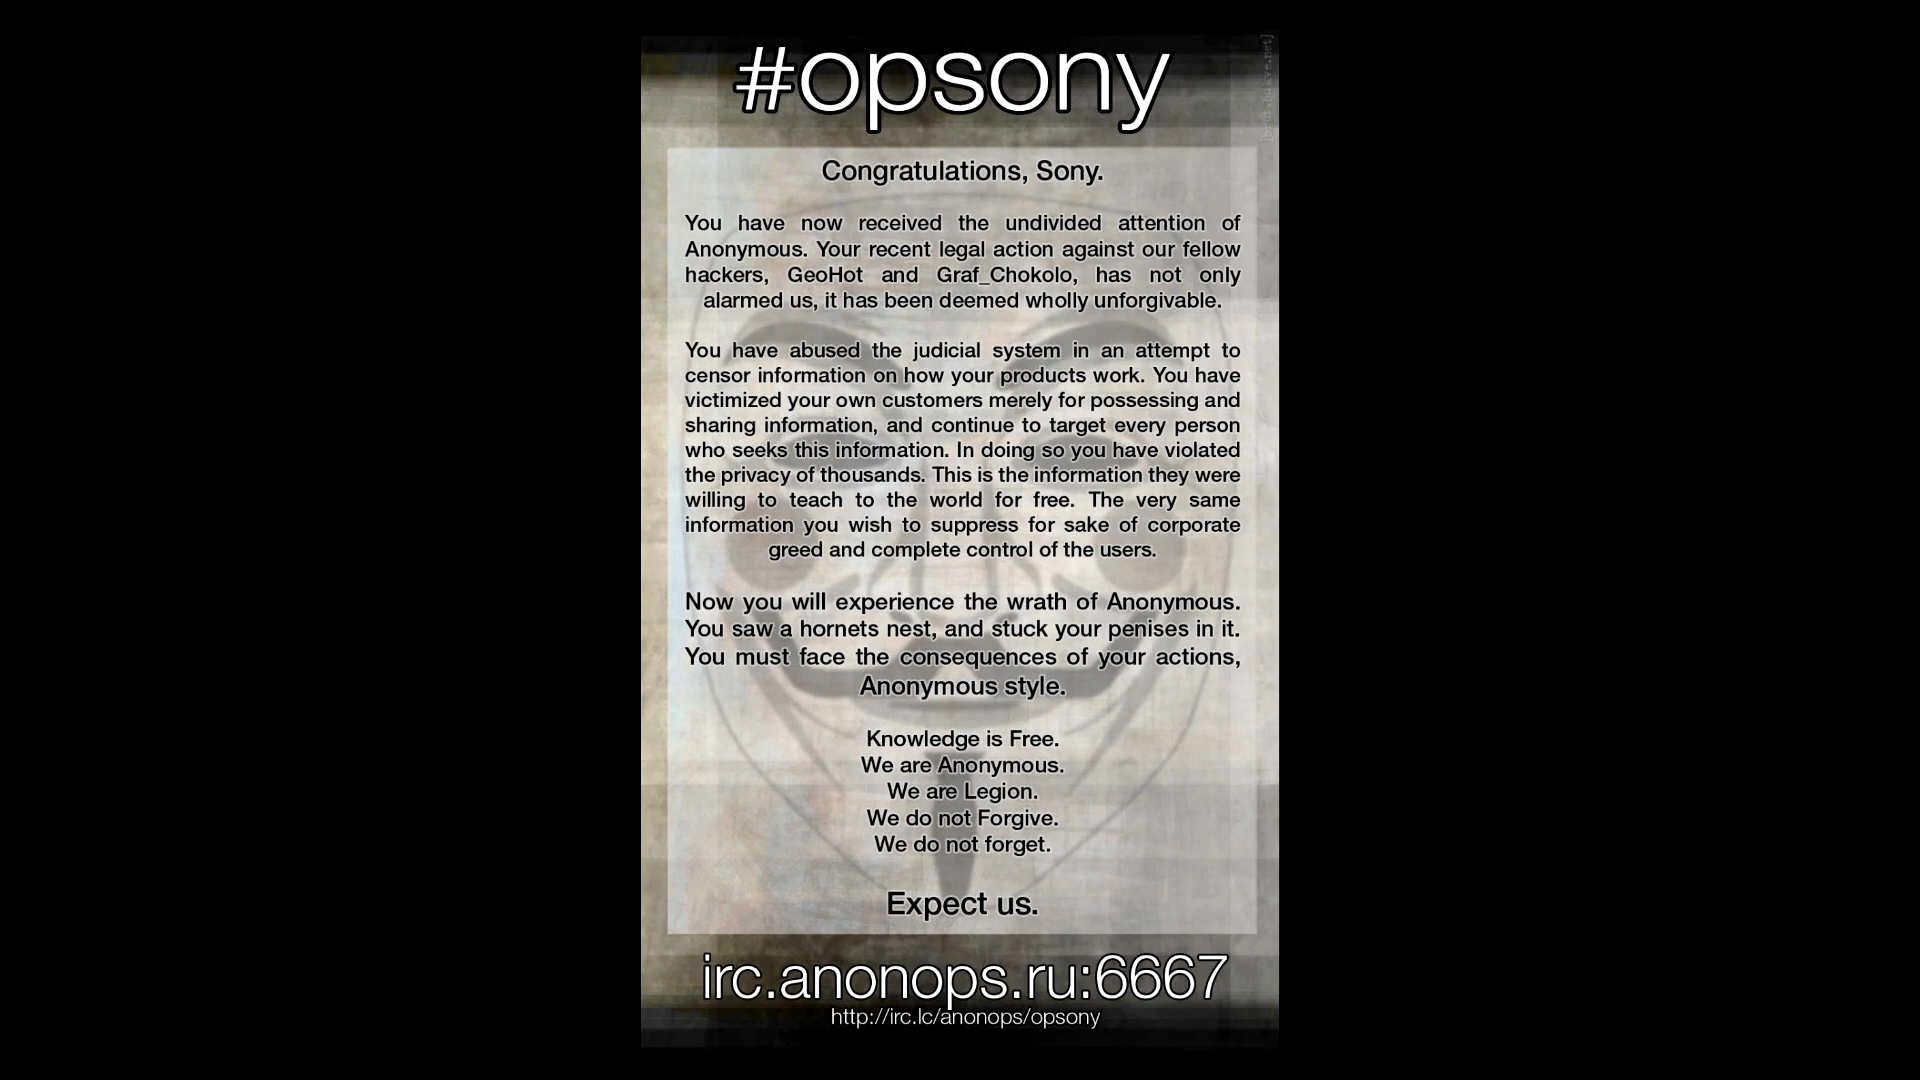 #opsony
Congratulations, Sony.
You have now received the undivided attention of
Anonymous. Your recent legal action against our fellow
hackers, GeoHot and Graf_Chokolo, has not only
alarmed us, it has been deemed wholly unforgivable.
You have abused the judicial system in an attempt to
censor information on how your products work. You have
victimized your own customers merely for possessing and
sharing information, and continue to target every person
who seeks this information. In doing so you have violated
the privacy of thousands. This is the information they were
willing to teach to the world for free. The very same
information you wish to suppress for sake of corporate
greed and complete control of the users.
Now you will experience the wrath of Anonymous.
You saw a hornets nest, and stuck your penises in it.
You must face the consequences of your actions,
Anonymous style.
Knowledge is Free.
We are Anonymous.
We are Legion.
We do not Forgive.
We do not forget.
Expect us.
irc.anonops.ru:6667
http://irc.lc/anonops/opsony